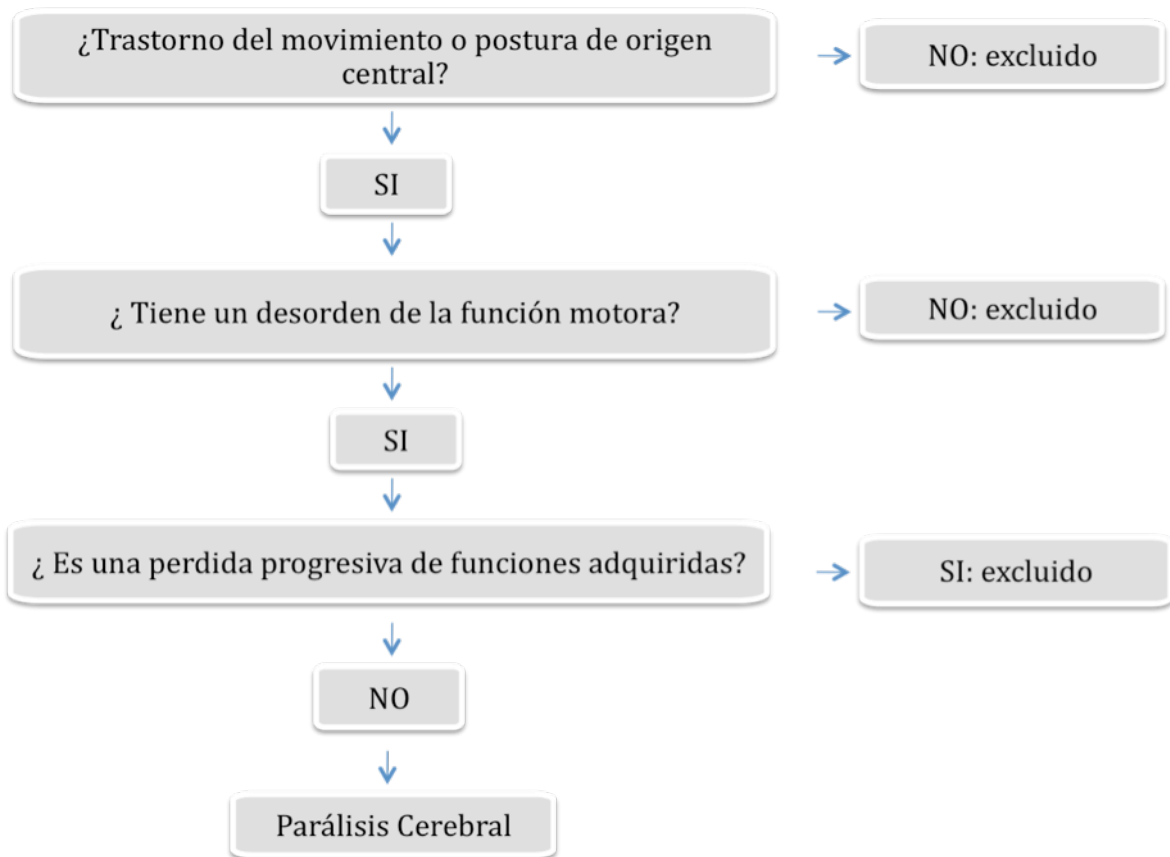 ¿Trastorno del movimiento o postura de origen
central?
NO: excluido
SI
¿ Tiene un desorden de la función motora?
NO: excluido
SI
¿ Es una perdida progresiva de funciones adquiridas?
SI: excluido
NO
Parálisis Cerebral